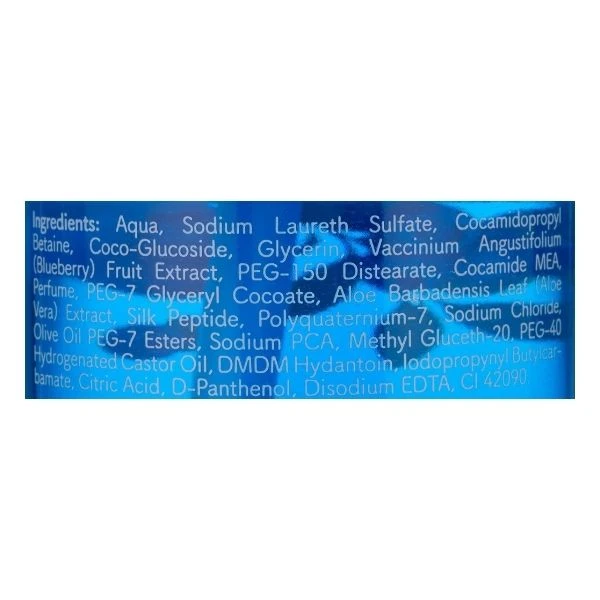 Ingredients: Aqua, Sodium Laureth Sulfate, Cocamidopropyl
Betaine, Coco-Glucoside, Glycerin, Vaccinium Angustifolium
(Blueberry) Fruit Extract, PEG-150 Distearate, Cocamide MEA,
Perfume, PEG-7 Glyceryl Cocoate, Aloe Barbadensis Leaf (Aloe
Vera) Extract, Silk Peptide, Polyquaternium-7, Sodium Chloride,
Olive Oil PEG-7 Esters, Sodium PCA, Methyl Gluceth-20, PEG-40
Hydrogenated Castor Oil, DMDM Hydantoin, Iodopropynyl Butylcar-
bamate, Citric Acid, D-Panthenol, Disodium EDTA, CI 42090.